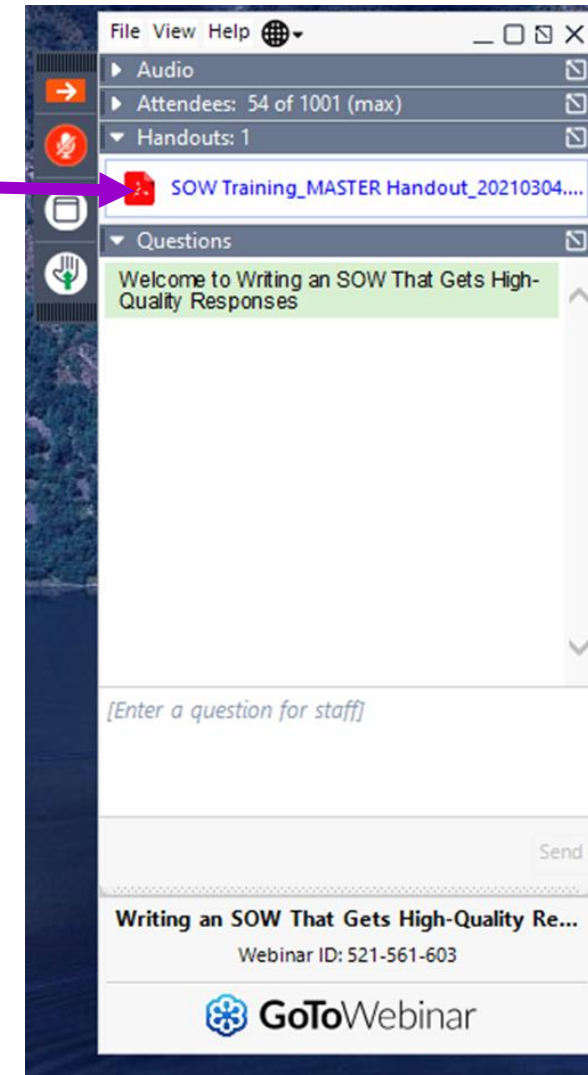 File View Help
Audio
Attendees: 54 of 1001 (max)
Handouts: 1
SOW Training_MASTER Handout_20210304....
Questions
Welcome to Writing an SOW That Gets High-
Quality Responses
[Enter a question for staff]
Send
Writing an SOW That Gets High-Quality Re...
Webinar ID: 521-561-603
GoToWebinar